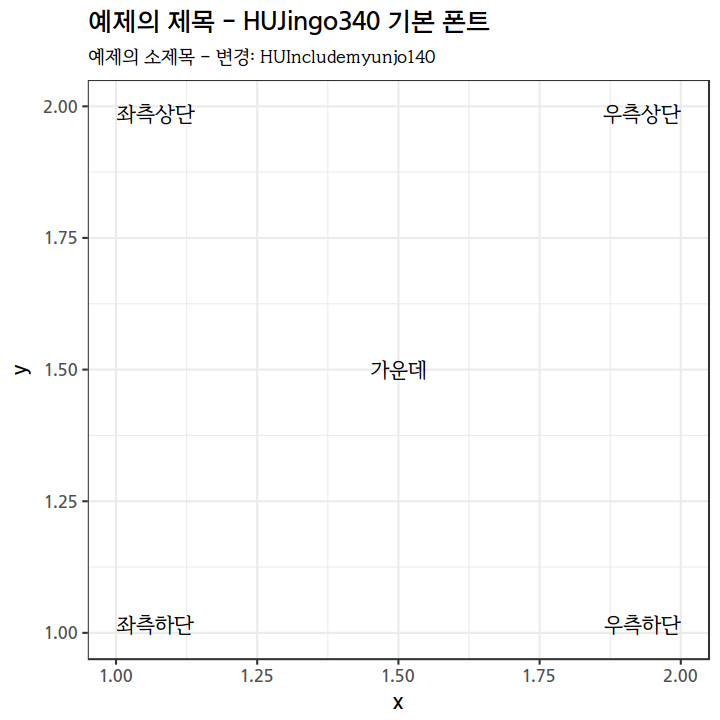 예제의 제목 - HUJingo340 기본 폰트
예제의 소제목 - 변경: HUIncludemyunjo140
2.00
좌측상단
우측상단
1.75
y
1.50
가운데
1.25
1.00
좌측하단
우측하단
1.00
1.25
1.50
1.75
2.00
x